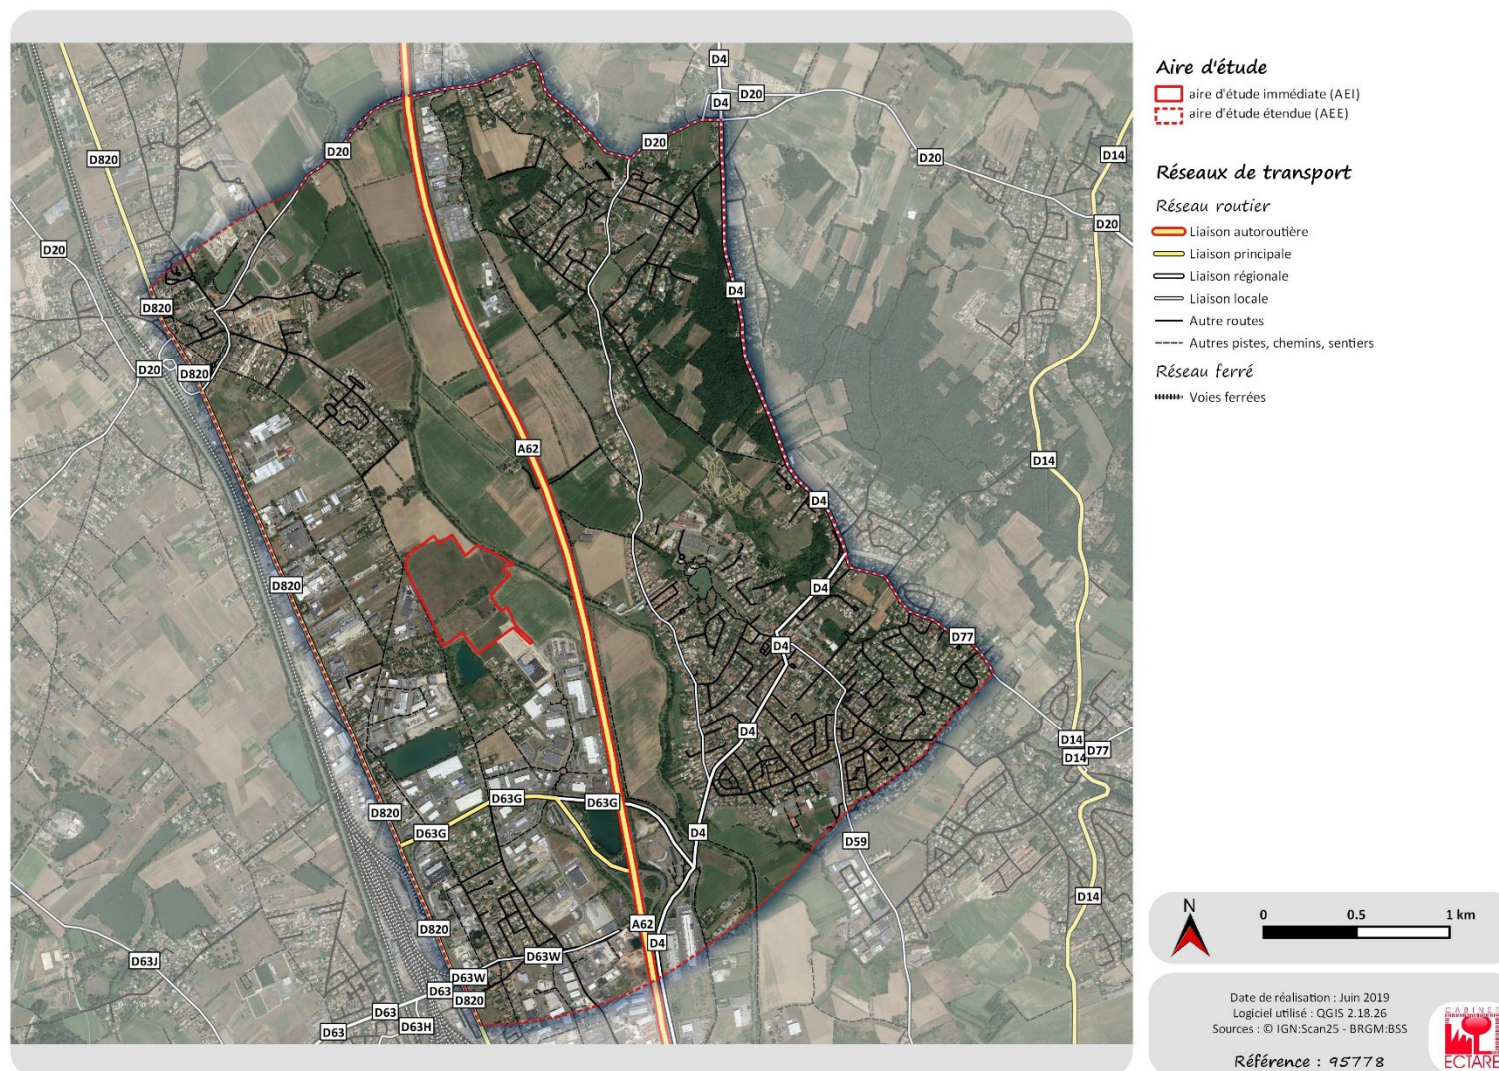 D4
D20
D4
D820
D20
D20
D20
D14
D20
D20
D4
D820
D20
D820
A62
D14
D4
D820
D4
D77
D4
D4
D14
D77
D14
D63G
D63G
D820
D63G
D4
D59
D14
A62
D820
D4
D63W
D63J
D63W
D63
D820
D63
D63H
D63
Aire d'étude
aire d'étude immédiate (AEI)
aire d'étude étendue (AEE)
Réseaux de transport
Réseau routier
Liaison autoroutière
Liaison principale
Liaison régionale
Liaison locale
Autre routes
Autres pistes, chemins, sentiers
Réseau ferré
Voies ferrées
N
0 0.5 1 km
Date de réalisation : Juin 2019
Logiciel utilisé : QGIS 2.18.26
Sources : © IGN:Scan25 - BRGM:BSS
Référence : 95778
CABINET
ECTARE